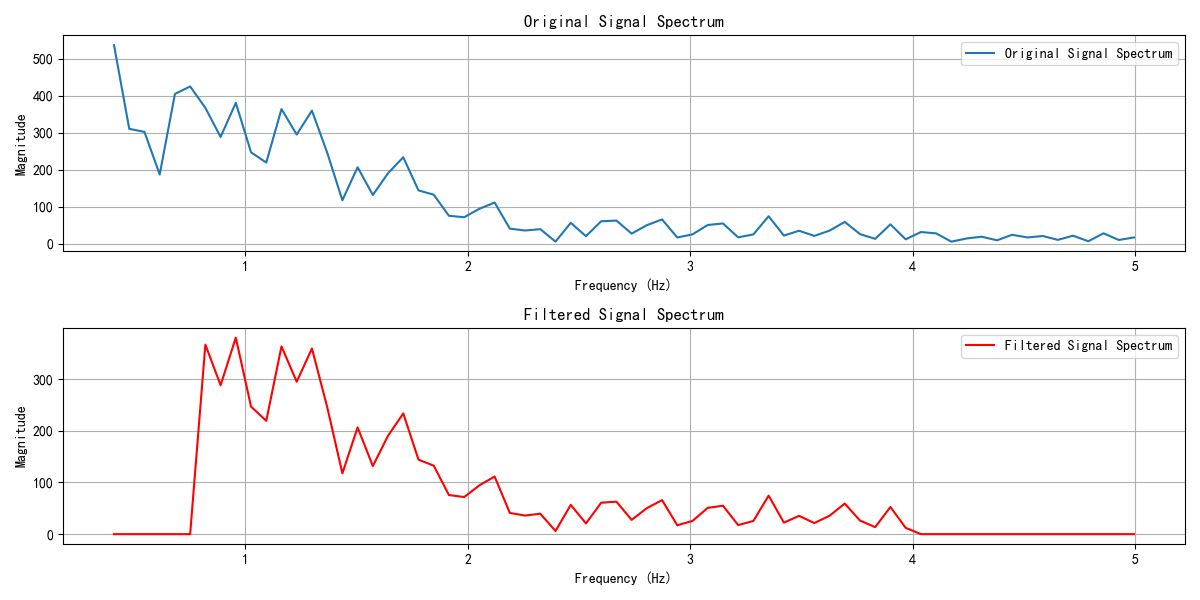 Original Signal Spectrum
Original Signal Spectrum
Magnitude
500
400
300
200
100
0
1 2 3 4 5
Frequency (Hz)
Filtered Signal Spectrum
Filtered Signal Spectrum
Magnitude
300
200
100
0
1 2 3 4 5
Frequency (Hz)